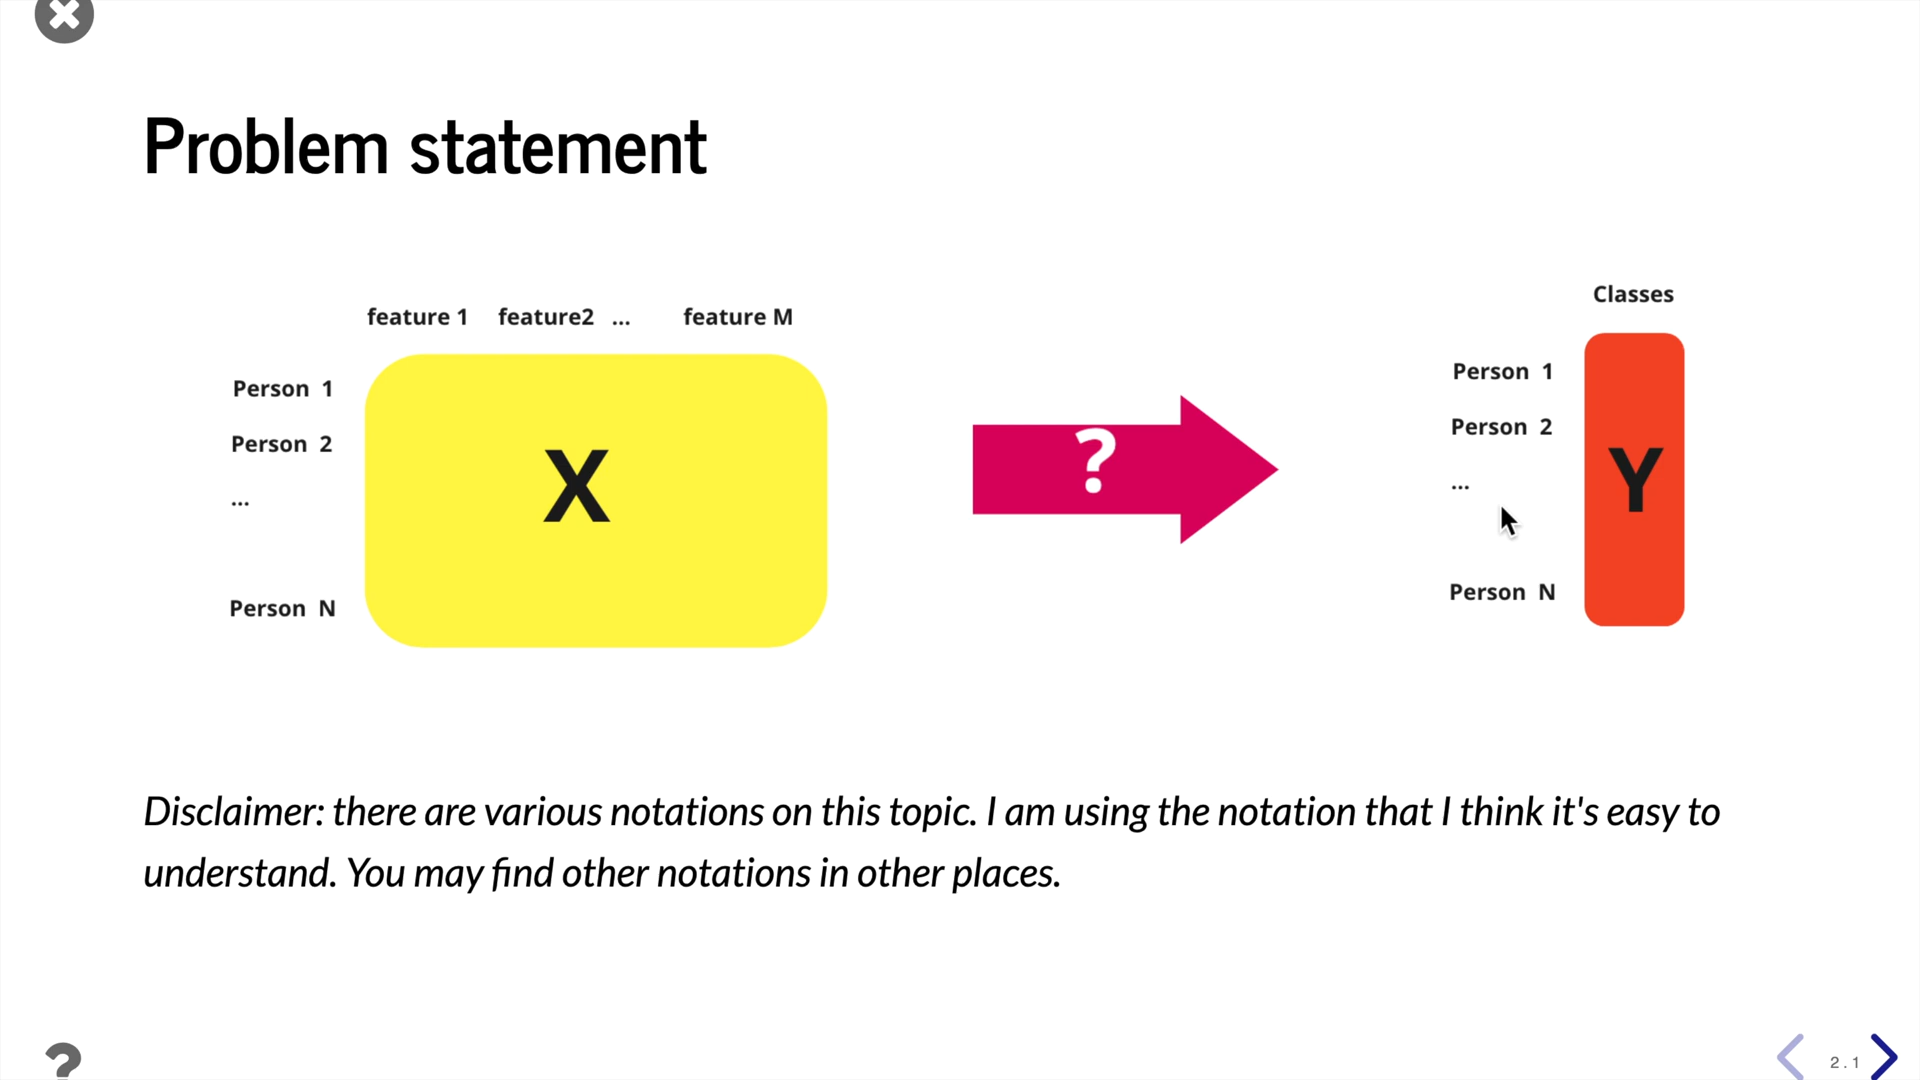 Problem statement
feature 1 feature2 ... feature M
Person 1
Person 2
...
Person N
X
?
Classes
Person 1
Person 2
...
Person N
Y
Disclaimer: there are various notations on this topic. I am using the notation that I think it's easy to
understand. You may find other notations in other places.
?
2.1